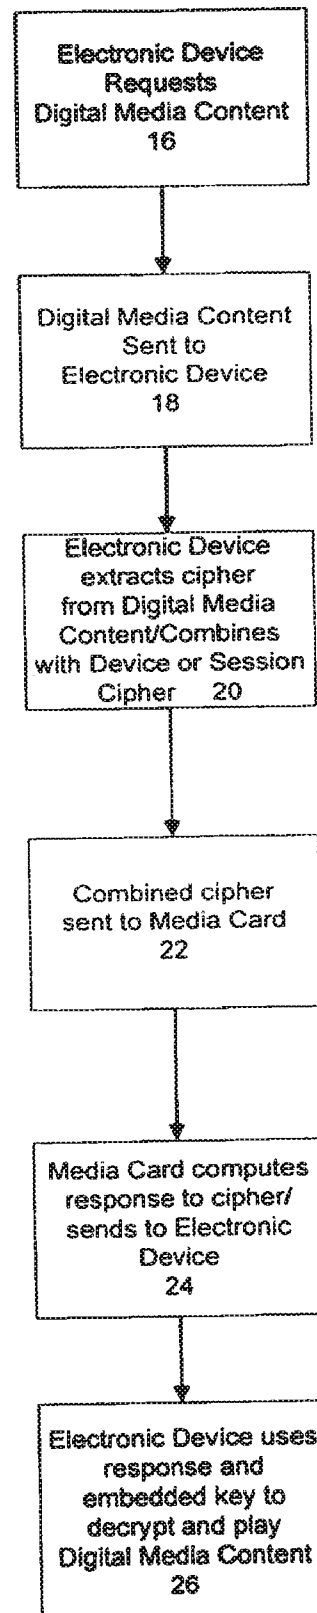 Electronic Device
Requests
Digital Media Content
16
Digital Media Content
Sent to
Electronic Device
18
Electronic Device
extracts cipher
from Digital Media
Content/Combines
with Device or Session
Cipher 20
Combined cipher
sent to Media Card
22
Media Card computes
response to cipher/
sends to Electronic
Device
24
Electronic Device uses
response and
embedded key to
decrypt and play
Digital Media Content
26